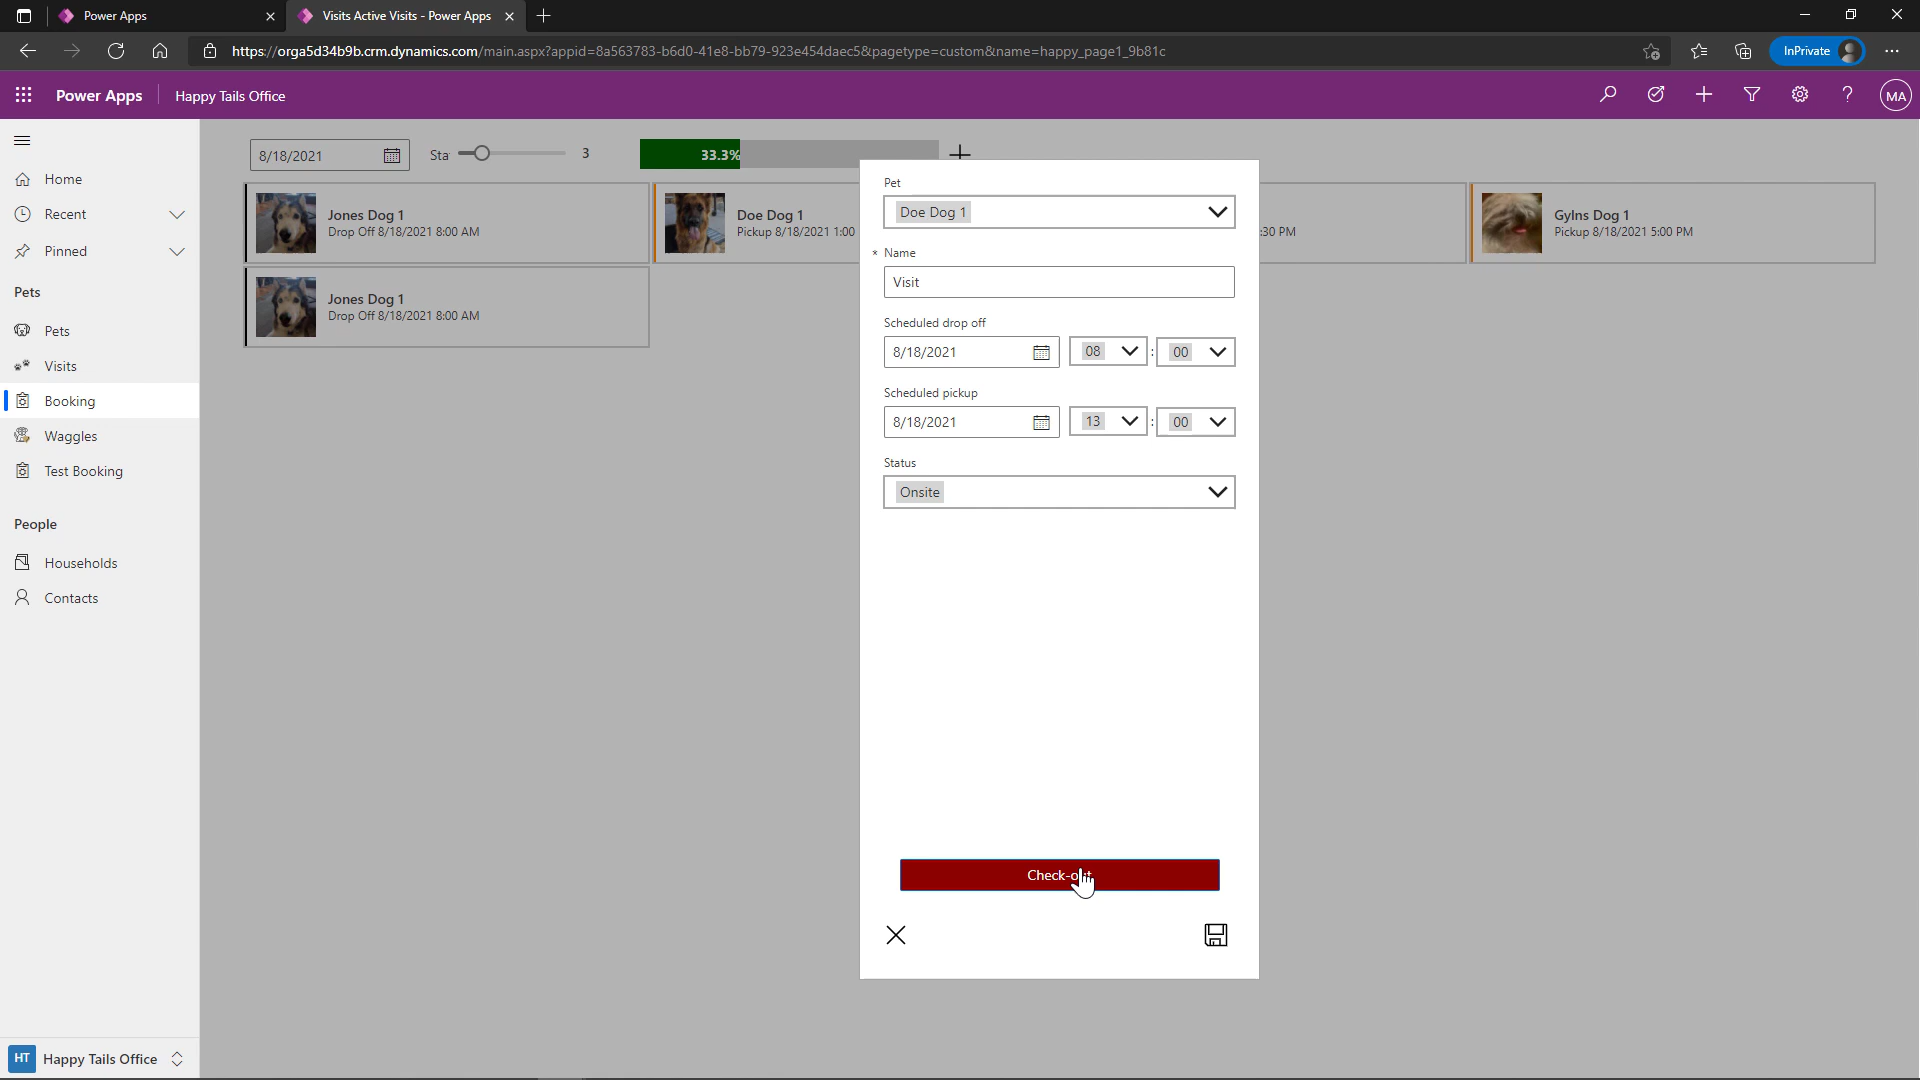 Power Apps
Visits Active Visits - Power Apps
https://orga5d34b9b.crm.dynamics.com/main.aspx?appid=8a563783-b6d0-41e8-bb79-923e454daec5&pagetype=custom&name=happy_page1_9b81c
InPrivate
Power Apps
Happy Tails Office
MA
8/18/2021
Sta
3
33.3%
Home
Recent
Pinned
Pets
Pets
Visits
Booking
Waggles
Test Booking
People
Households
Contacts
HT
Happy Tails Office
Jones Dog 1
Drop Off 8/18/2021 8:00 AM
Doe Dog 1
Pickup 8/18/2021 1:00
:30 PM
Gylns Dog 1
Pickup 8/18/2021 5:00 PM
Jones Dog 1
Drop Off 8/18/2021 8:00 AM
Pet
Doe Dog 1
* Name
Visit
Scheduled drop off
8/18/2021 08 : 00
Scheduled pickup
8/18/2021 13 : 00
Status
Onsite
Check-out